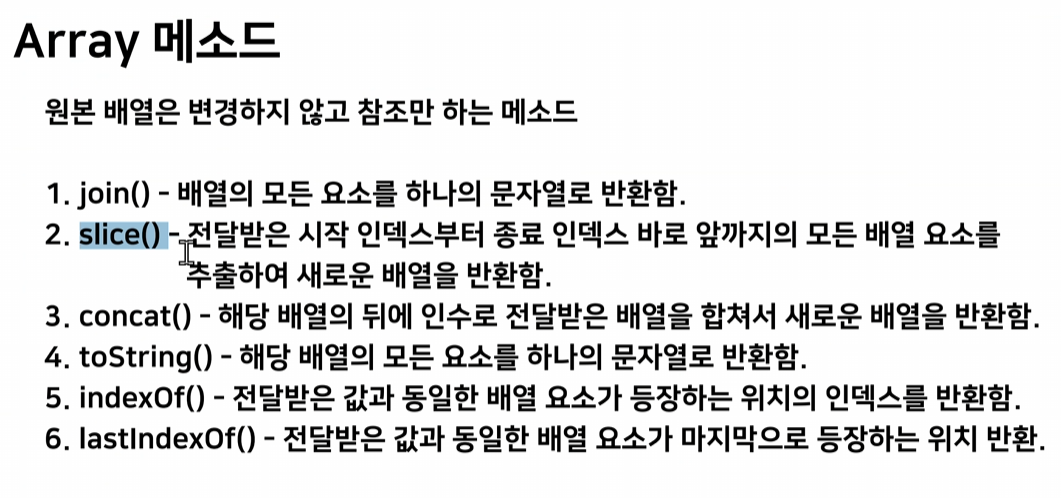 Array 메소드
원본 배열은 변경하지 않고 참조만 하는 메소드
1. join() - 배열의 모든 요소를 하나의 문자열로 반환함.
2. slice() - 전달받은 시작 인덱스부터 종료 인덱스 바로 앞까지의 모든 배열 요소를
추출하여 새로운 배열을 반환함.
3. concat() - 해당 배열의 뒤에 인수로 전달받은 배열을 합쳐서 새로운 배열을 반환함.
4. toString() - 해당 배열의 모든 요소를 하나의 문자열로 반환함.
5. indexOf() - 전달받은 값과 동일한 배열 요소가 등장하는 위치의 인덱스를 반환함.
6. lastIndexOf() - 전달받은 값과 동일한 배열 요소가 마지막으로 등장하는 위치 반환.